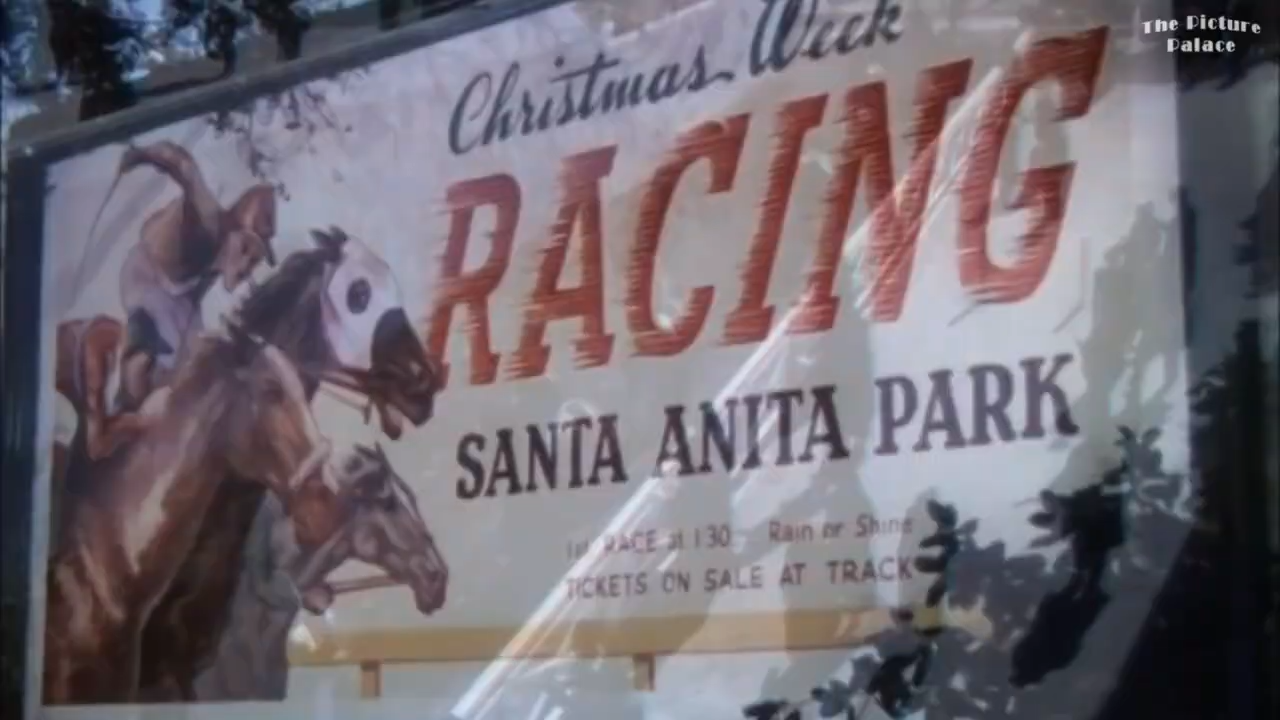 The Picture
Palace
Christmas Week
RACING
SANTA ANITA PARK
1st RACE at 1:30 Rain or Shine
TICKETS ON SALE AT TRACK